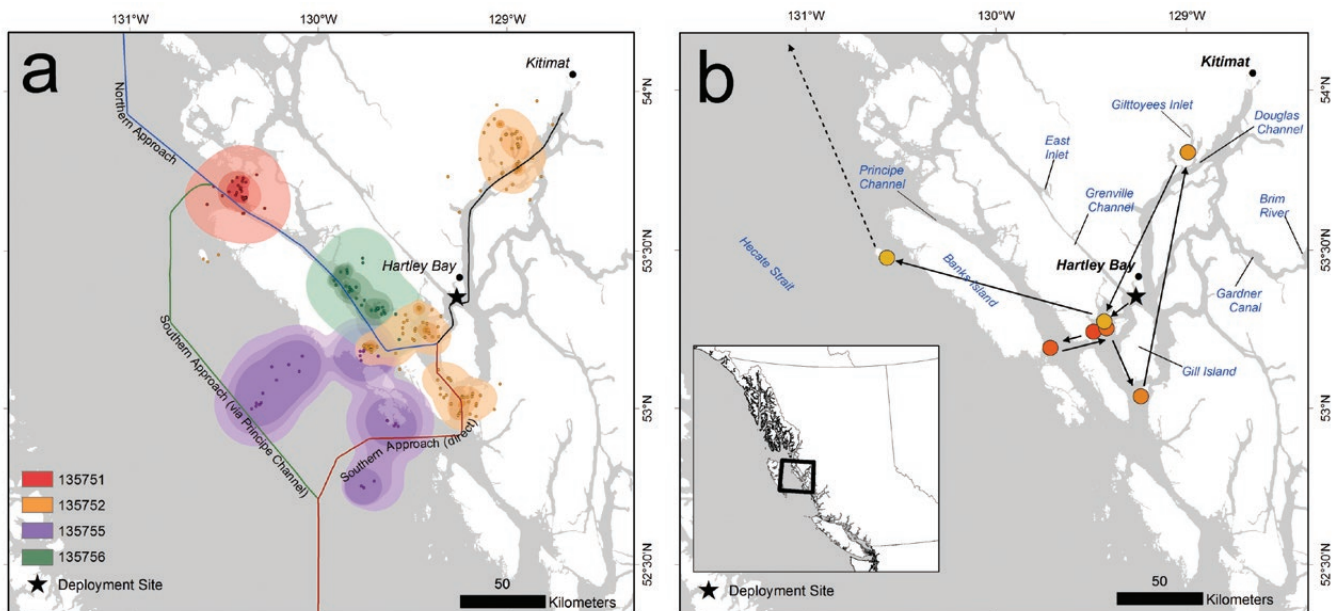 131°W
130°W
129°W
a
Kitimat
54°N
Northern Approach
Hartley Bay
53°30'N
Southern Approach (via Principe Channel)
53°N
Southern Approach (direct)
135751
135752
135755
135756
Deployment Site
50
Kilometers
52°30'N
131°W
130°W
129°W
b
Kitimat
54°N
Gilttoyees Inlet
Douglas
Channel
East
Inlet
Principe
Channel
Grenville
Channel
Brim
River
53°30'N
Hecate Strait
Banks Island
Hartley Bay
Gardner
Canal
Gill Island
53°N
Deployment Site
50
Kilometers
52°30'N